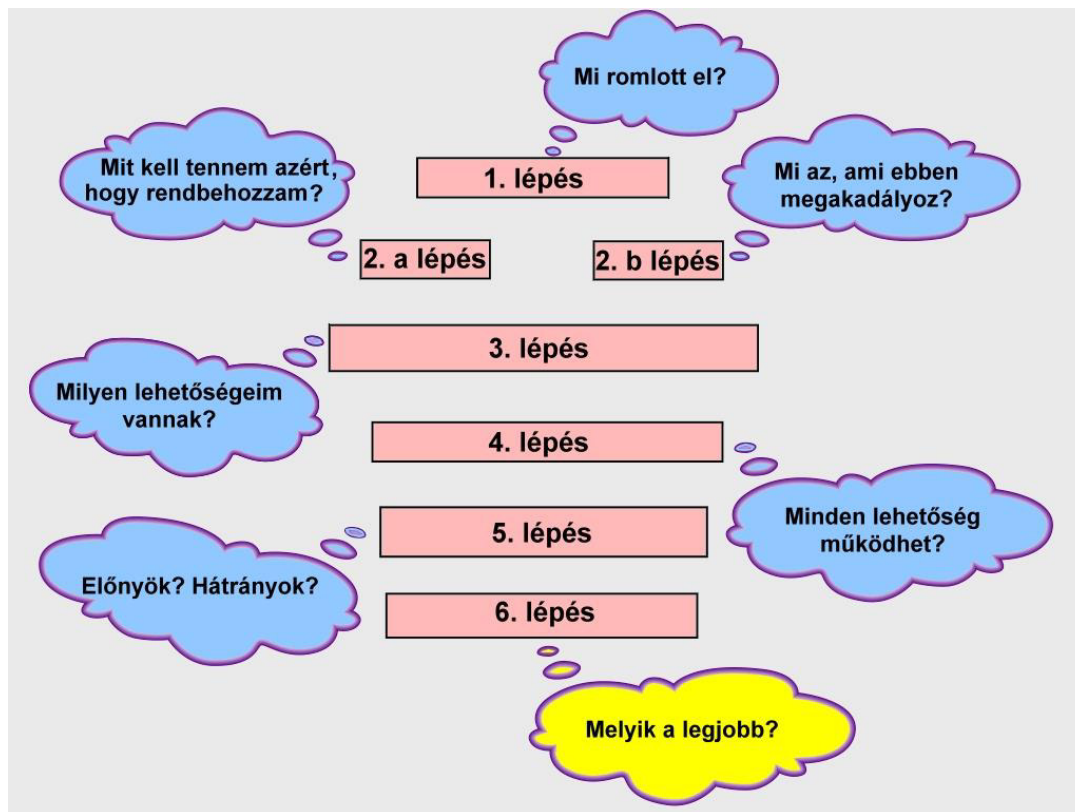 Mi romlott el?
1. lépés
Mit kell tennem azért,
hogy rendbehozzam?
Mi az, ami ebben
megakadályoz?
2. a lépés
2. b lépés
3. lépés
Milyen lehetőségeim
vannak?
4. lépés
Minden lehetőség
működhet?
5. lépés
Előnyök? Hátrányok?
6. lépés
Melyik a legjobb?